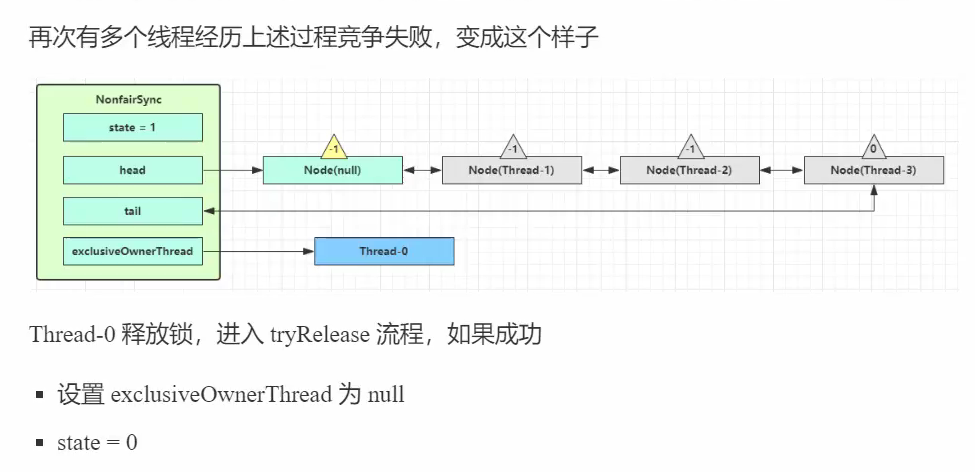 再次有多个线程经历上述过程竞争失败，变成这个样子
NonfairSync
state = 1
-1
-1
-1
0
head
Node(null)
Node(Thread-1)
Node(Thread-2)
Node(Thread-3)
tail
exclusiveOwnerThread
Thread-0
Thread-0 释放锁，进入 tryRelease 流程，如果成功
▪ 设置 exclusiveOwnerThread 为 null
▪ state = 0